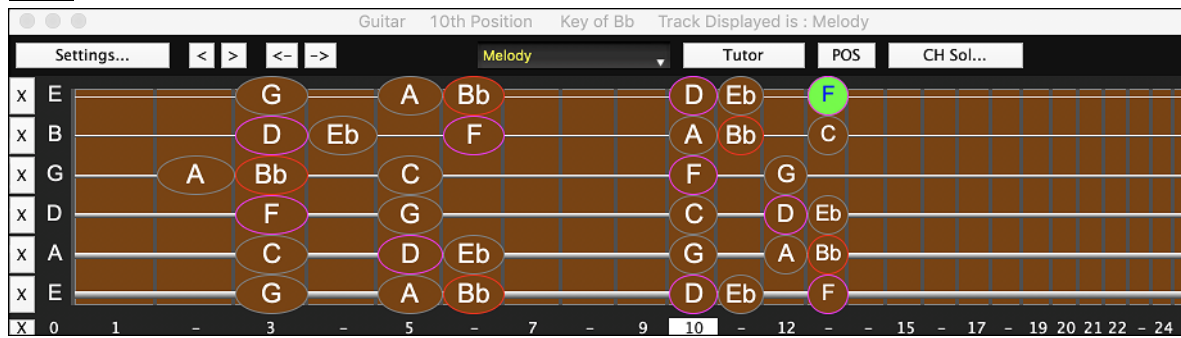 Guitar 10th Position Key of Bb Track Displayed is : Melody
Settings... < > <- -> Melody Tutor POS CH Sol...
x E G A Bb D Eb F
x B D Eb F A Bb C
x G A Bb C F G
x D F G C D Eb
x A C D Eb G A Bb
x E G A Bb D Eb F
X 0 1 - 3 - 5 - 7 - 9 10 - 12 - - 15 - 17 - 19 20 21 22 - 24